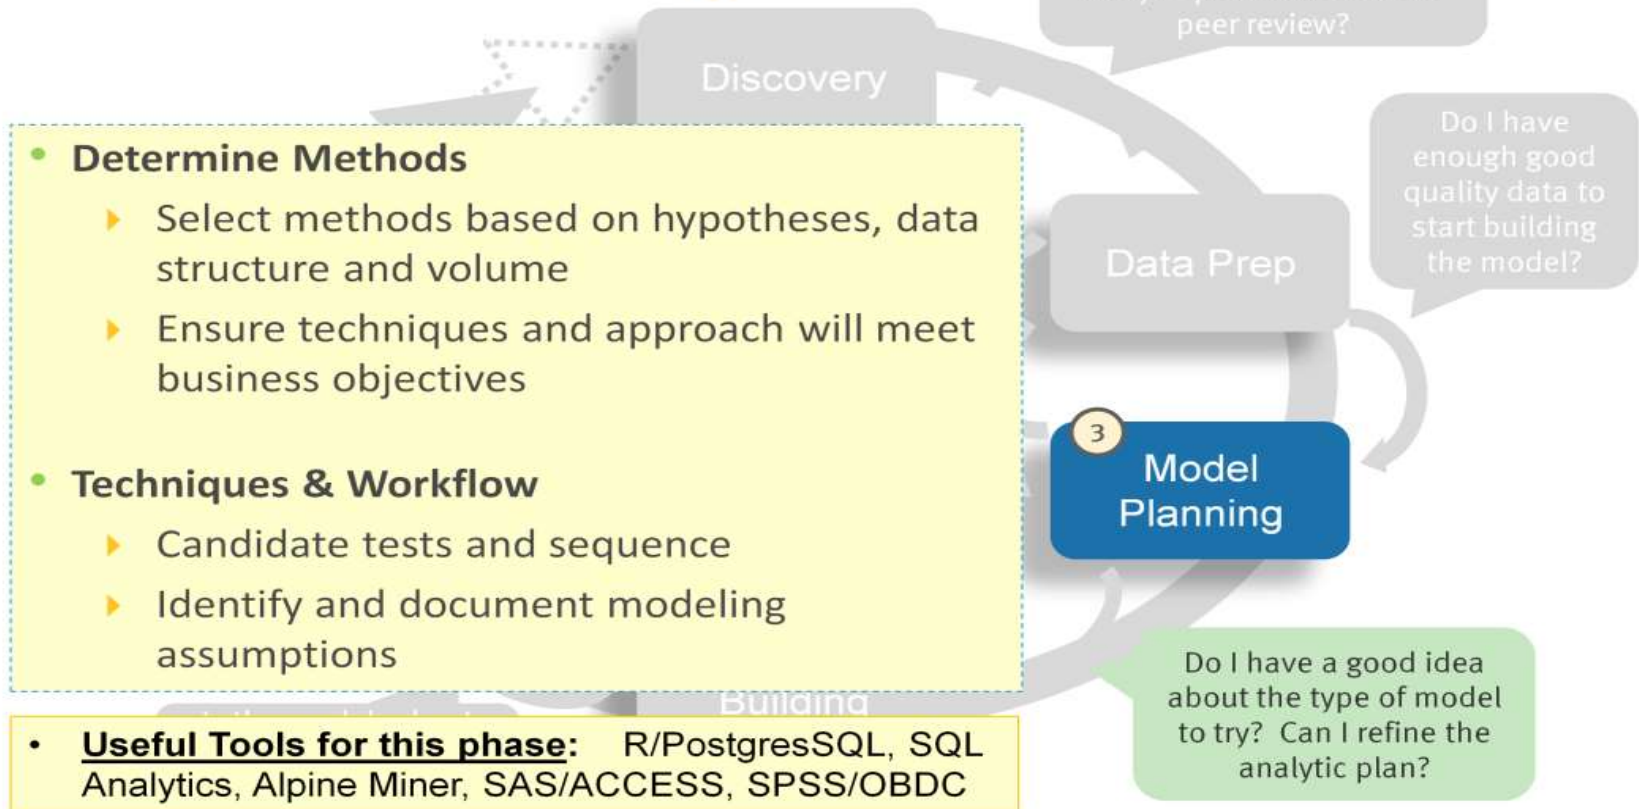 peer review?
Discovery
Do I have
enough good
quality data to
start building
the model?
• Determine Methods
Select methods based on hypotheses, data
structure and volume
Ensure techniques and approach will meet
business objectives
• Techniques & Workflow
Candidate tests and sequence
Identify and document modeling
assumptions
Data Prep
3
Model
Planning
Building
Do I have a good idea
about the type of model
to try? Can I refine the
analytic plan?
• Useful Tools for this phase: R/PostgresSQL, SQL
Analytics, Alpine Miner, SAS/ACCESS, SPSS/OBDC